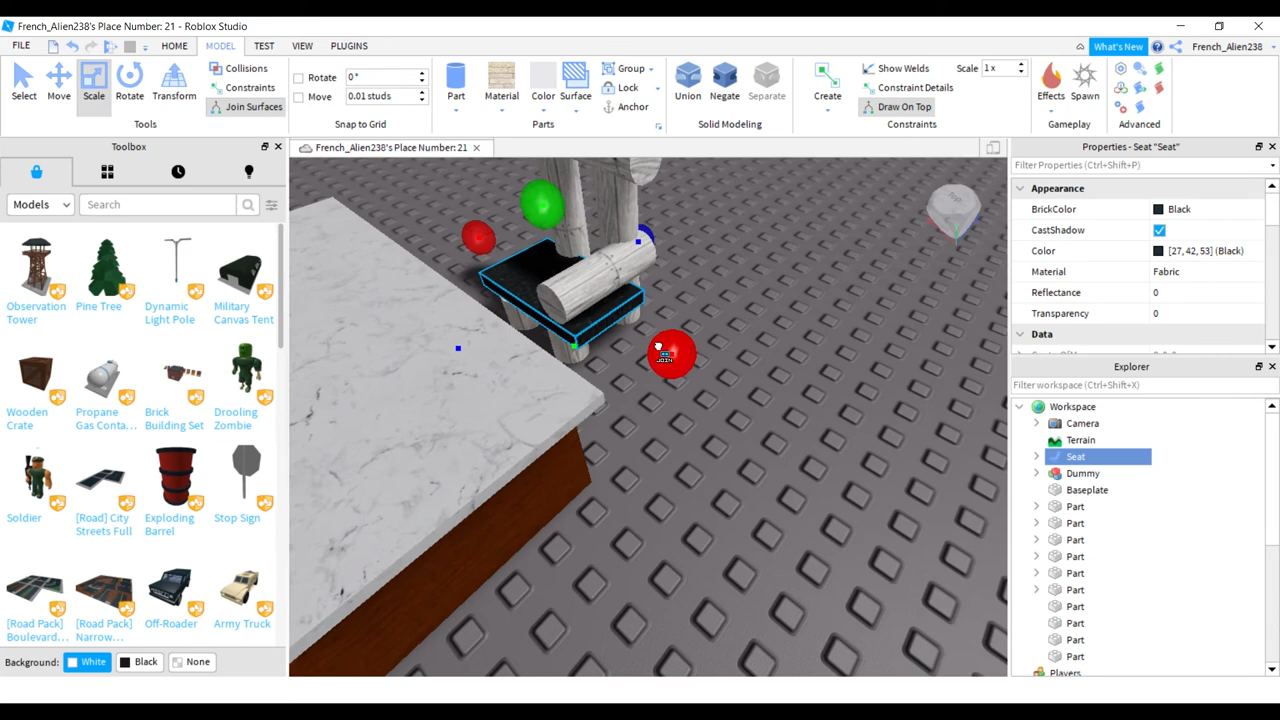 French_Alien238's Place Number: 21 - Roblox Studio
FILE HOME MODEL TEST VIEW PLUGINS What's New French_Alien238
Select Move Scale Rotate Transform
Collisions
Constraints
Join Surfaces
Tools
Rotate 0°
Move 0.01 studs
Snap to Grid
Part Material Color Surface
Group
Lock
Anchor
Parts
Union Negate Separate
Solid Modeling
Create
Show Welds Scale 1 x
Constraint Details
Draw On Top
Constraints
Effects Spawn
Gameplay
Advanced
Toolbox
French_Alien238's Place Number: 21
Models
Search
Observation Tower
Pine Tree
Dynamic Light Pole
Military Canvas Tent
Wooden Crate
Propane Gas Conta...
Brick Building Set
Drooling Zombie
Soldier
[Road] City Streets Full
Exploding Barrel
Stop Sign
[Road Pack] Boulevard...
[Road Pack] Narrow...
Off-Roader
Army Truck
Background: White Black None
JOIN
Properties - Seat "Seat"
Filter Properties (Ctrl+Shift+P)
Appearance
BrickColor Black
CastShadow
Color [27, 42, 53] (Black)
Material Fabric
Reflectance 0
Transparency 0
Data
Explorer
Filter workspace (Ctrl+Shift+X)
Workspace
Camera
Terrain
Seat
Dummy
Baseplate
Part
Part
Part
Part
Part
Part
Part
Part
Part
Part
Players